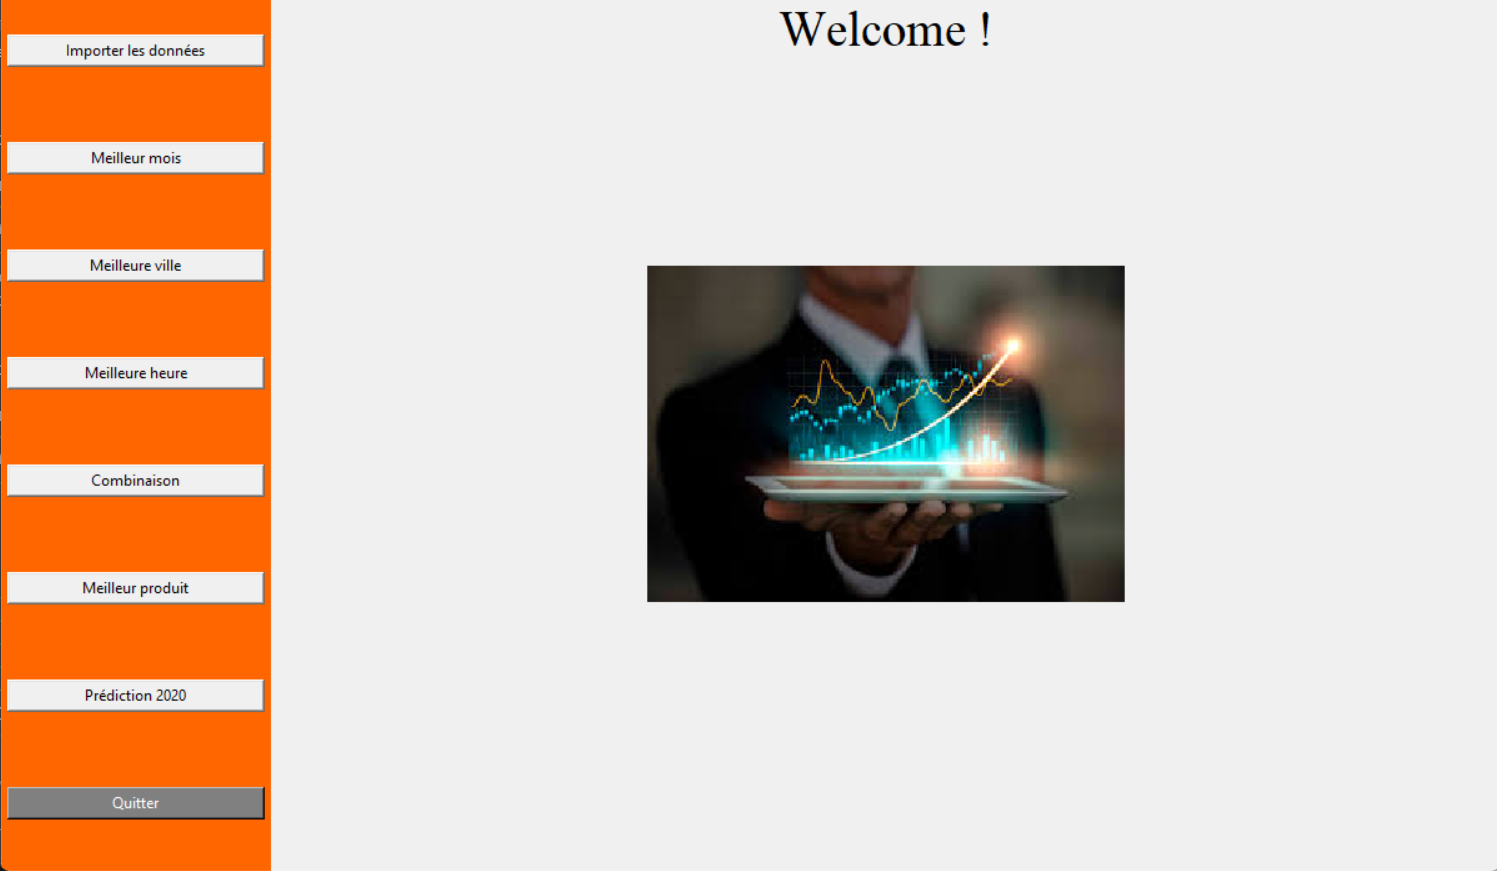 Welcome !
Importer les données
Meilleur mois
Meilleure ville
Meilleure heure
Combinaison
Meilleur produit
Prédiction 2020
Quitter